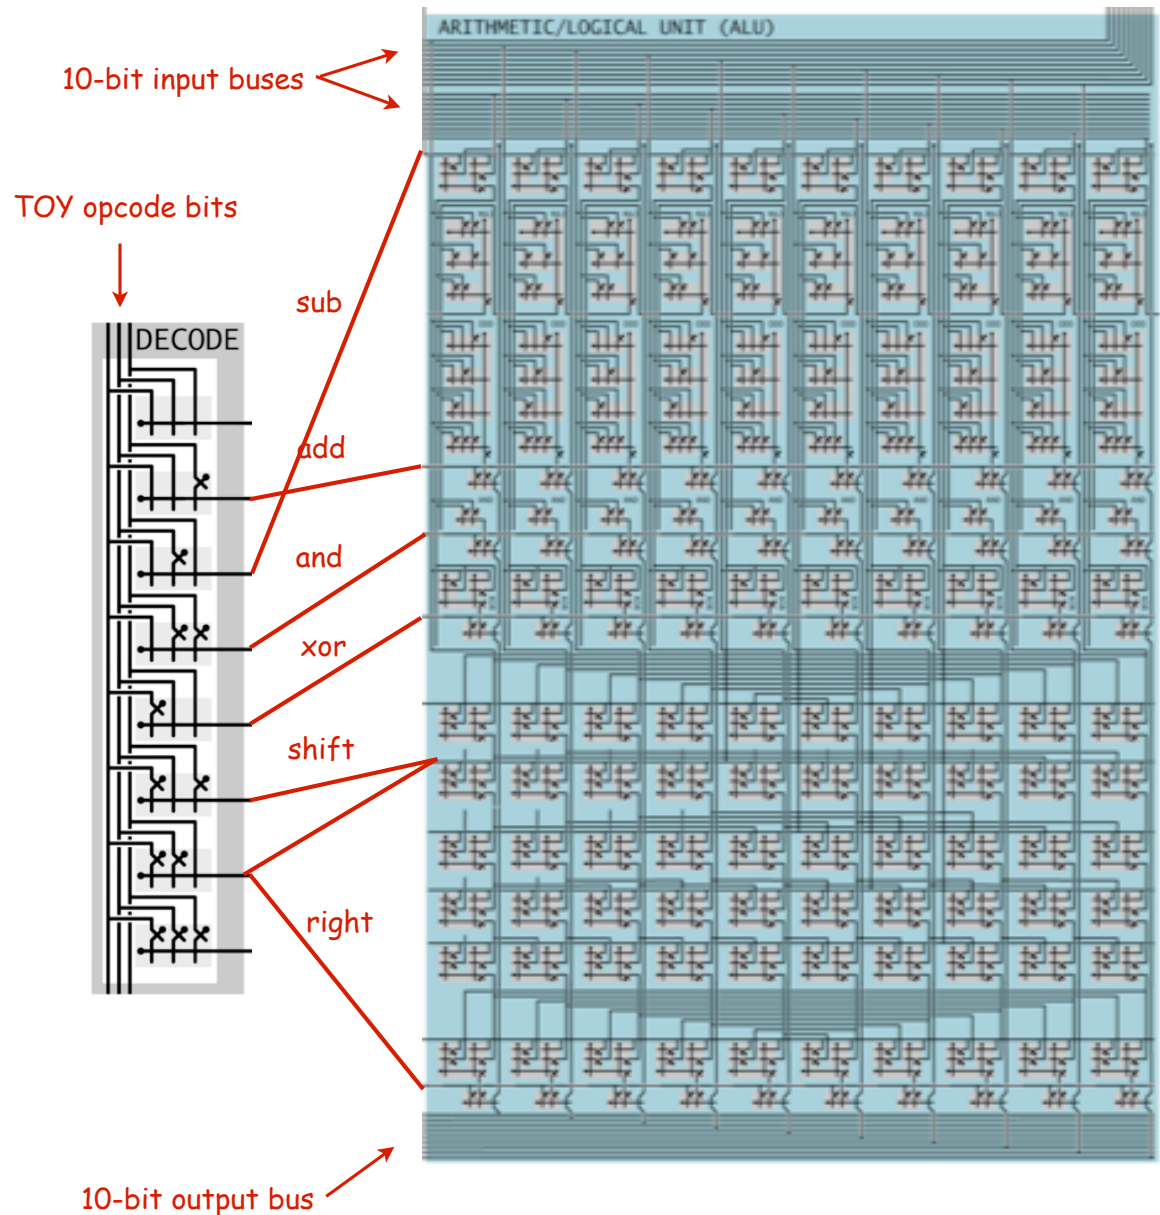 ARITHMETIC/LOGICAL UNIT (ALU)
10-bit input buses
TOY opcode bits
sub
DECODE
add
and
xor
shift
right
10-bit output bus